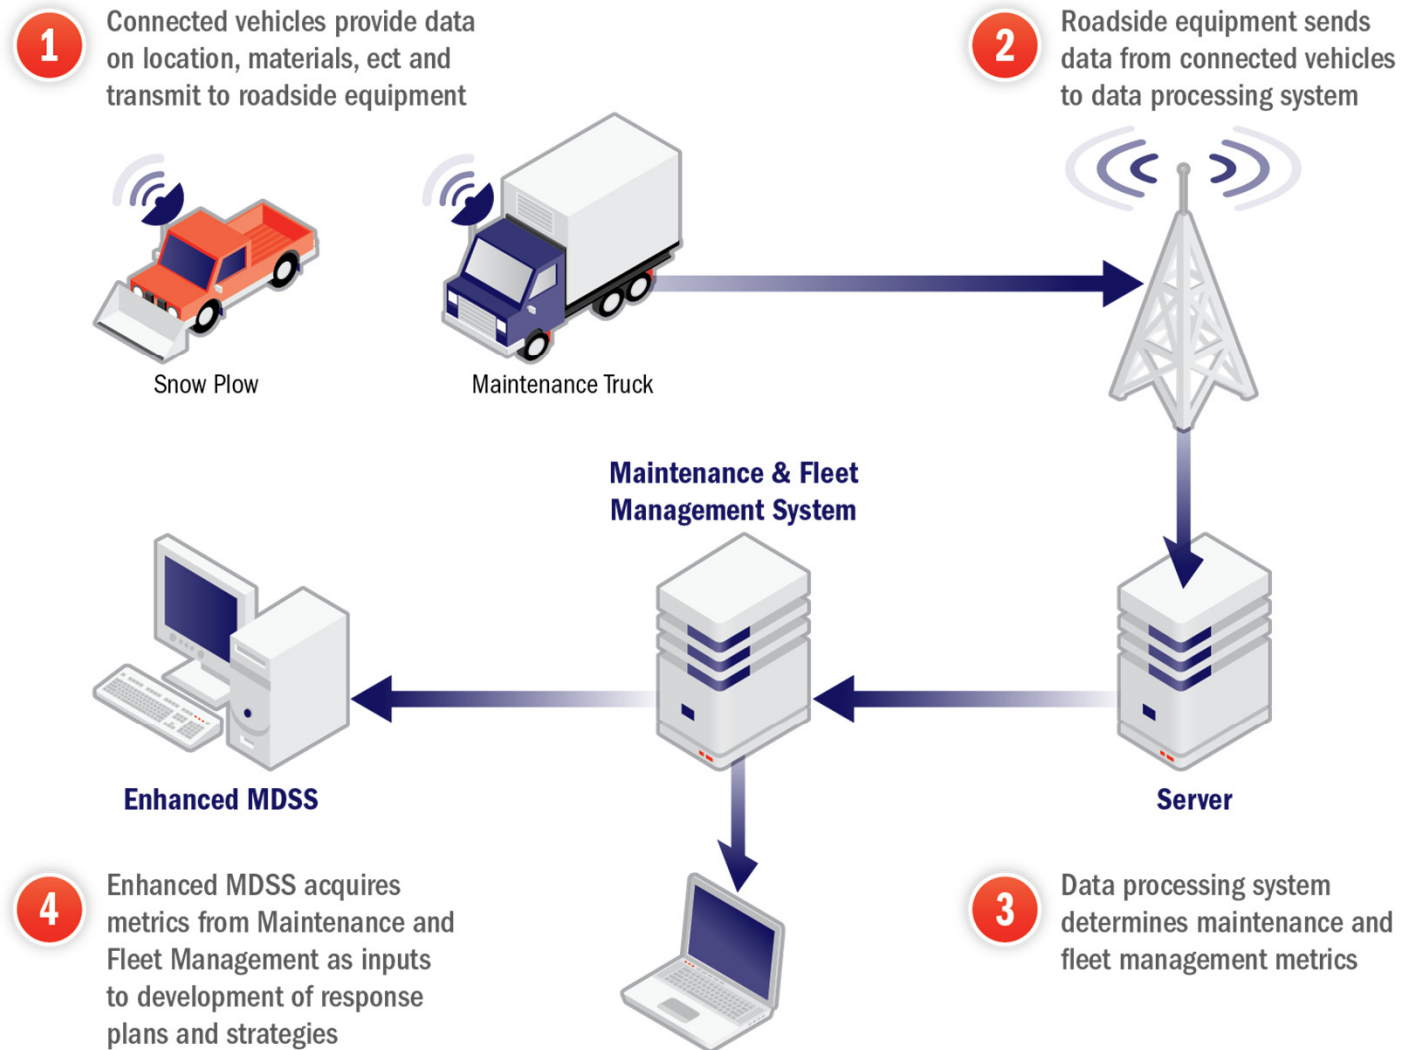 1
Connected vehicles provide data
on location, materials, ect and
transmit to roadside equipment
2
Roadside equipment sends
data from connected vehicles
to data processing system
Snow Plow
Maintenance Truck
Maintenance & Fleet
Management System
Enhanced MDSS
Server
4
Enhanced MDSS acquires
metrics from Maintenance and
Fleet Management as inputs
to development of response
plans and strategies
3
Data processing system
determines maintenance and
fleet management metrics